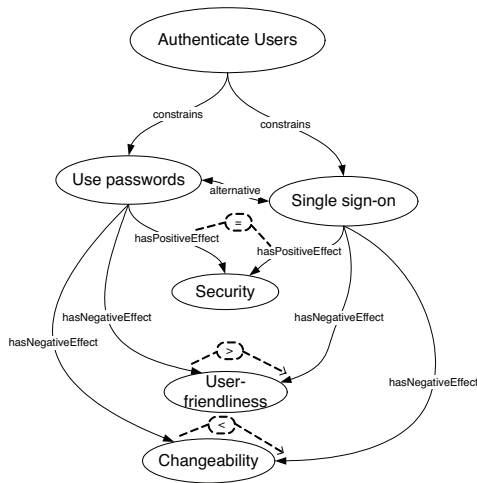 Authenticate Users
constrains
constrains
Use passwords
alternative
Single sign-on
=
hasPositiveEffect
hasPositiveEffect
Security
hasNegativeEffect
hasNegativeEffect
hasNegativeEffect
>
User-
friendliness
hasNegativeEffect
<
Changeability